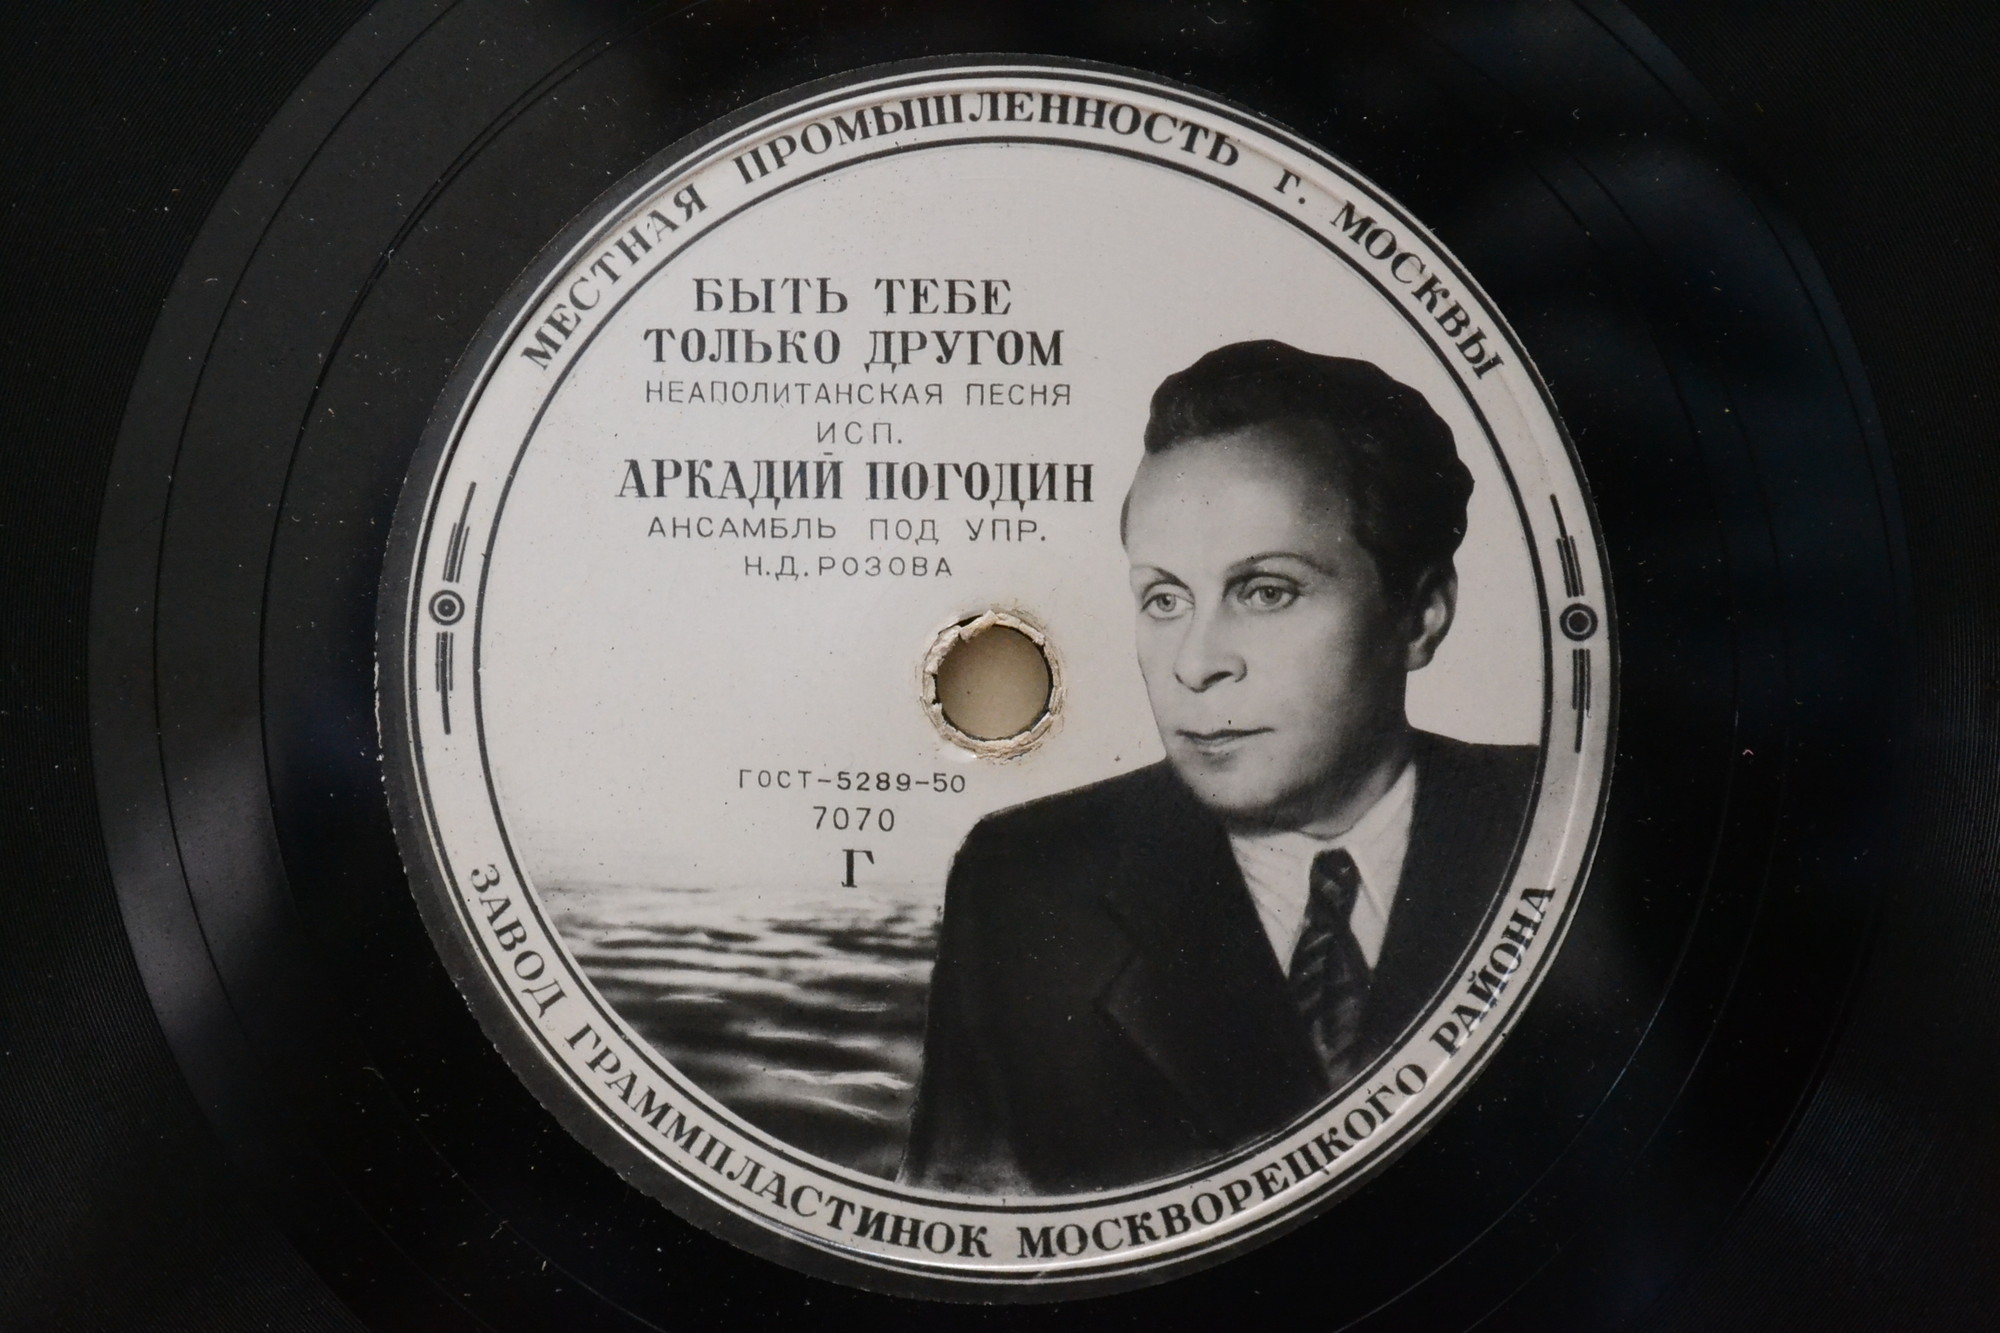 МЕСТНАЯ ПРОМЫШЛЕННОСТЬ Г. МОСКВЫ
БЫТЬ ТЕБЕ
ТОЛЬКО ДРУГОМ
НЕАПОЛИТАНСКАЯ ПЕСНЯ
ИСП.
АРКАДИЙ ПОГОДИН
АНСАМБЛЬ ПОД УПР.
Н.Д.РОЗОВА
ГОСТ-5289-50
7070
Г
ЗАВОД ГРАММПЛАСТИНОК МОСКВОРЕЦКОГО РАЙОНА